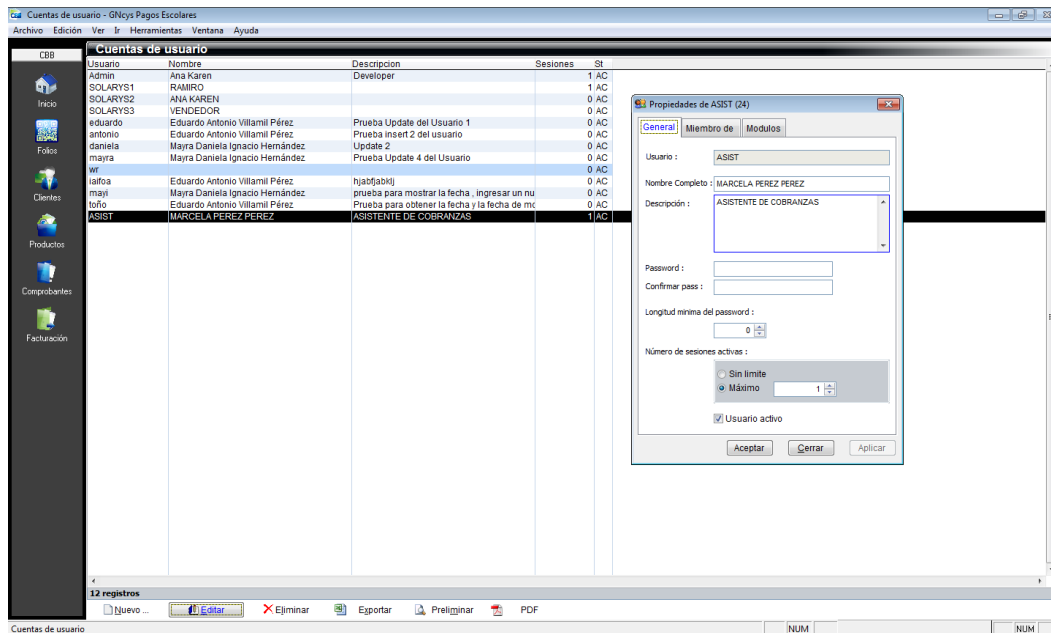 Cuentas de usuario - GNcys Pagos Escolares
Archivo Edición Ver Ir Herramientas Ventana Ayuda
CBB
Inicio
Folios
Clientes
Productos
Comprobantes
Facturación
Cuentas de usuario
Usuario Nombre Descripcion Sesiones St
Admin Ana Karen Developer 1 AC
SOLARYS1 RAMIRO 1 AC
SOLARYS2 ANA KAREN 0 AC
SOLARYS3 VENDEDOR 0 AC
eduardo Eduardo Antonio Villamil Pérez Prueba Update del Usuario 1 0 AC
antonio Eduardo Antonio Villamil Pérez Prueba insert 2 del usuario 0 AC
daniela Mayra Daniela Ignacio Hernández Update 2 0 AC
mayra Mayra Daniela Ignacio Hernández Prueba Update 4 del Usuario 0 AC
wr 0 AC
iaifoa Eduardo Antonio Villamil Pérez hjabfjabklj 0 AC
mayi Mayra Daniela Ignacio Hernández prueba para mostrar la fecha , ingresar un nu 0 AC
toño Eduardo Antonio Villamil Pérez Prueba para obtener la fecha y la fecha de mo 0 AC
ASIST MARCELA PEREZ PEREZ ASISTENTE DE COBRANZAS 1 AC
Propiedades de ASIST (24)
General Miembro de Modulos
Usuario : ASIST
Nombre Completo : MARCELA PEREZ PEREZ
Descripción : ASISTENTE DE COBRANZAS
Password :
Confirmar pass :
Longitud minima del password :
0
Número de sesiones activas :
Sin limite
Máximo 1
Usuario activo
Aceptar Cerrar Aplicar
12 registros
Nuevo ... Editar Eliminar Exportar Preliminar PDF
Cuentas de usuario NUM NUM